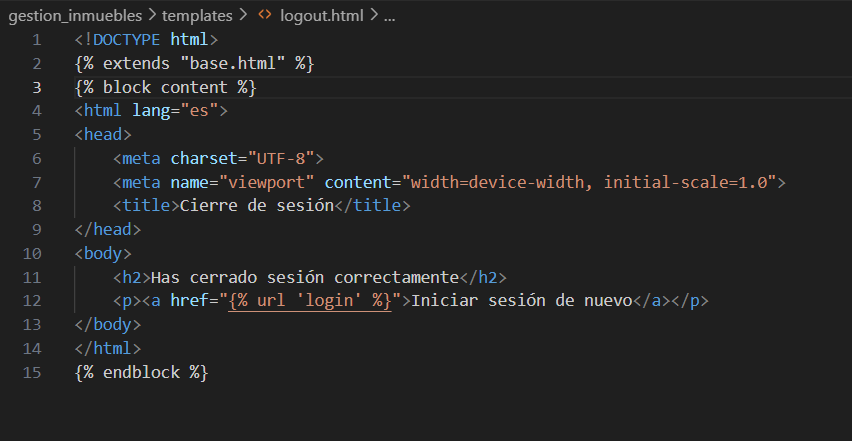 gestion_inmuebles > templates > <> logout.html > ...
1 <!DOCTYPE html>
2 {% extends "base.html" %}
3 {% block content %}
4 <html lang="es">
5 <head>
6     <meta charset="UTF-8">
7     <meta name="viewport" content="width=device-width, initial-scale=1.0">
8     <title>Cierre de sesión</title>
9 </head>
10 <body>
11     <h2>Has cerrado sesión correctamente</h2>
12     <p><a href="{% url 'login' %}">Iniciar sesión de nuevo</a></p>
13 </body>
14 </html>
15 {% endblock %}